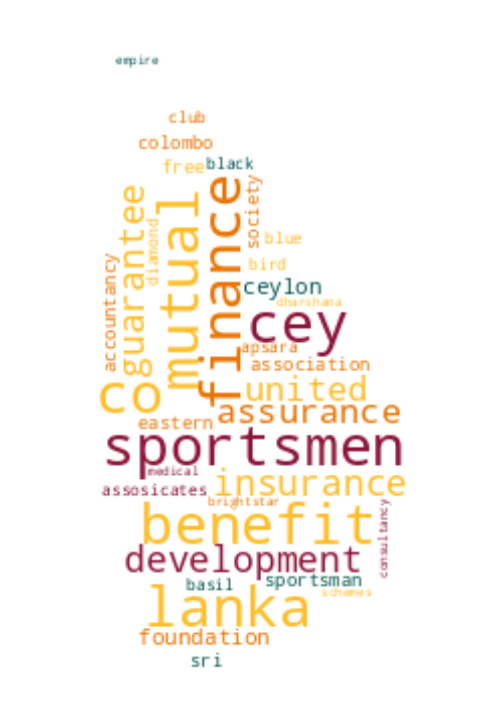 empire
club
colombo
free
black
finance
society
mutual
guarantee
diamond
blue
accountancy
bird
ceylon
dharshana
cey
apsara
association
co
united
assurance
eastern
sportsmen
medical
insurance
assosicates
brightstar
benefit
consultancy
development
sportsman
basil
schemes
lanka
foundation
sri